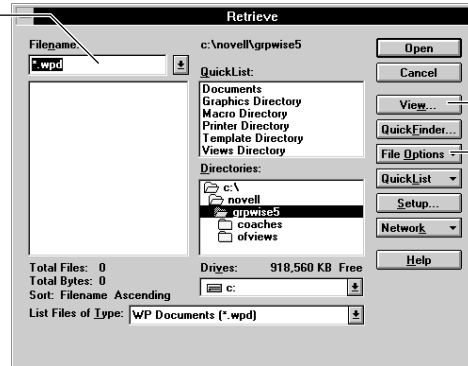 Retrieve
Filename:
*.wpd
c:\novell\grpwise5
QuickList:
Documents
Graphics Directory
Macro Directory
Printer Directory
Template Directory
Views Directory
Directories:
c:\
novell
grpwise5
coaches
ofviews
Total Files: 0
Total Bytes: 0
Sort: Filename Ascending
Drives: 918,560 KB Free
c:
List Files of Type: WP Documents (*.wpd)
Open
Cancel
View...
QuickFinder...
File Options
QuickList
Setup...
Network
Help